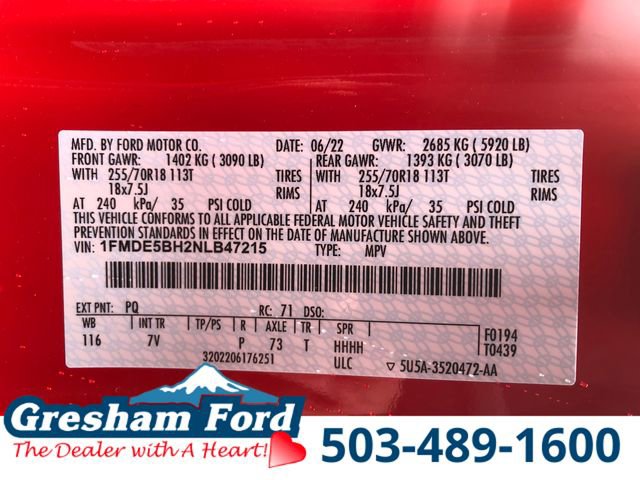 MFD. BY FORD MOTOR CO. DATE: 06/22 GVWR: 2685 KG ( 5920 LB)
FRONT GAWR: 1402 KG ( 3090 LB) REAR GAWR: 1393 KG ( 3070 LB)
WITH 255/70R18 113T TIRES WITH 255/70R18 113T TIRES
18x7.5J RIMS 18x7.5J RIMS
AT 240 kPa/ 35 PSI COLD AT 240 kPa/ 35 PSI COLD
THIS VEHICLE CONFORMS TO ALL APPLICABLE FEDERAL MOTOR VEHICLE SAFETY AND THEFT
PREVENTION STANDARDS IN EFFECT ON THE DATE OF MANUFACTURE SHOWN ABOVE.
VIN: 1FMDE5BH2NLB47215 TYPE: MPV
EXT PNT: PQ RC: 71 DSO:
WB INT TR TP/PS R AXLE TR SPR F0194
116 7V P 73 T HHHH T0439
3202206176251 ULC ▽ 5U5A-3520472-AA
Gresham Ford
The Dealer with A Heart!
503-489-1600